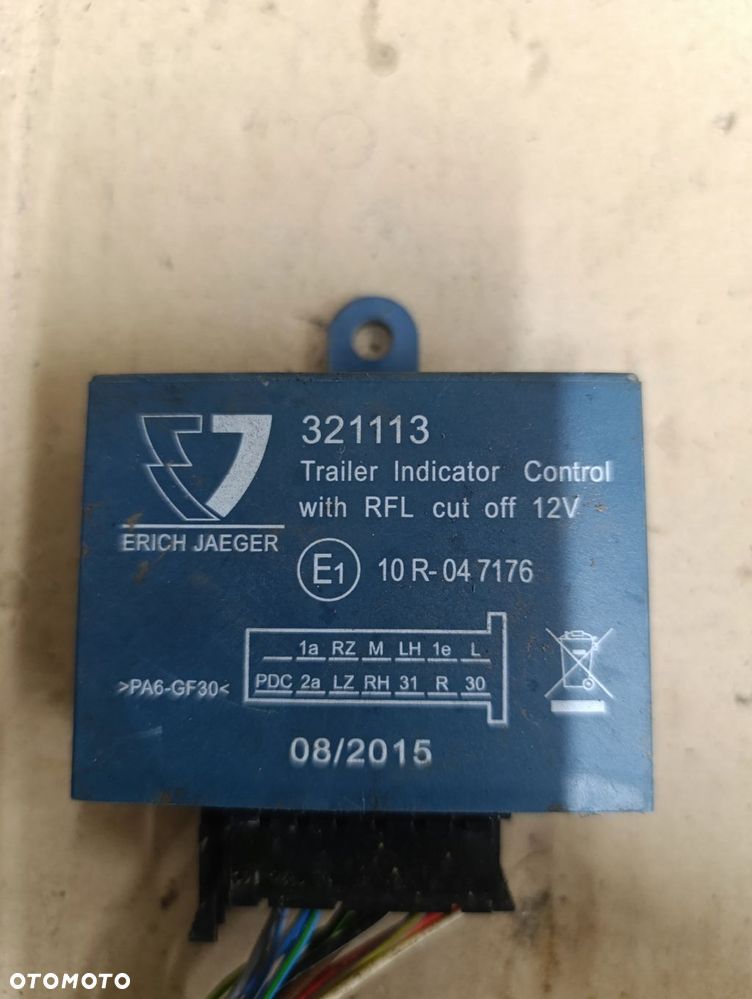 321113
Trailer Indicator Control
with RFL cut off 12V
ERICH JAEGER
E1 10 R-04 7176
1a RZ M LH 1e L
>PA6-GF30< PDC 2a LZ RH 31 R 30
08/2015
OTOMOTO